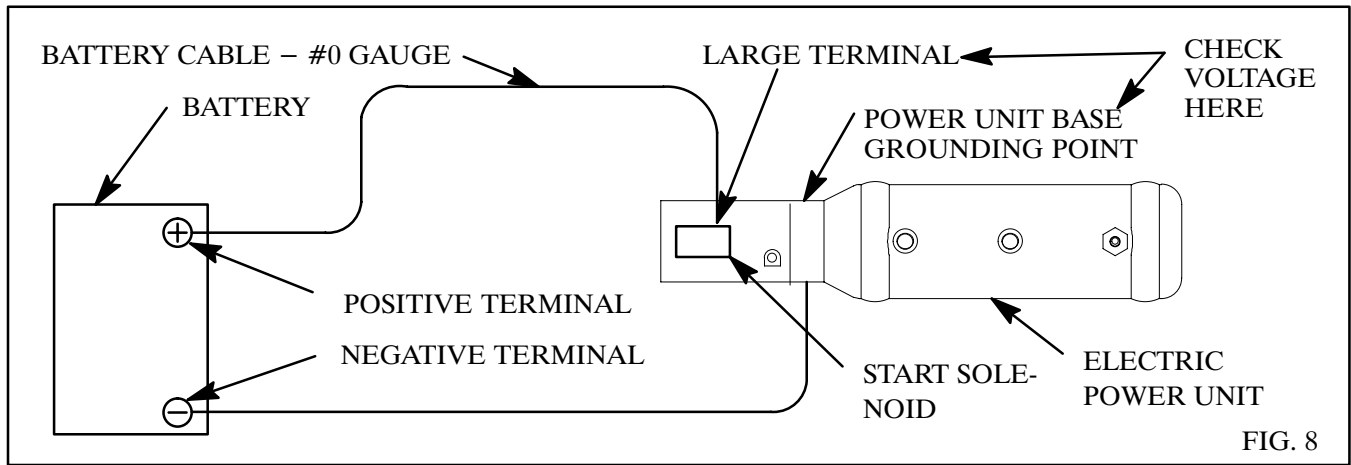 BATTERY CABLE – #0 GAUGE
LARGE TERMINAL
CHECK
VOLTAGE
HERE
BATTERY
POWER UNIT BASE
GROUNDING POINT
+
POSITIVE TERMINAL
NEGATIVE TERMINAL
−
START SOLE-
NOID
ELECTRIC
POWER UNIT
FIG. 8